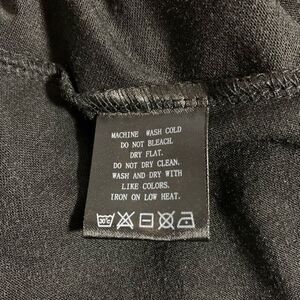 MACHINE WASH COLD
DO NOT BLEACH.
DRY FLAT.
DO NOT DRY CLEAN.
WASH AND DRY WITH
LIKE COLORS.
IRON ON LOW HEAT.
30°C